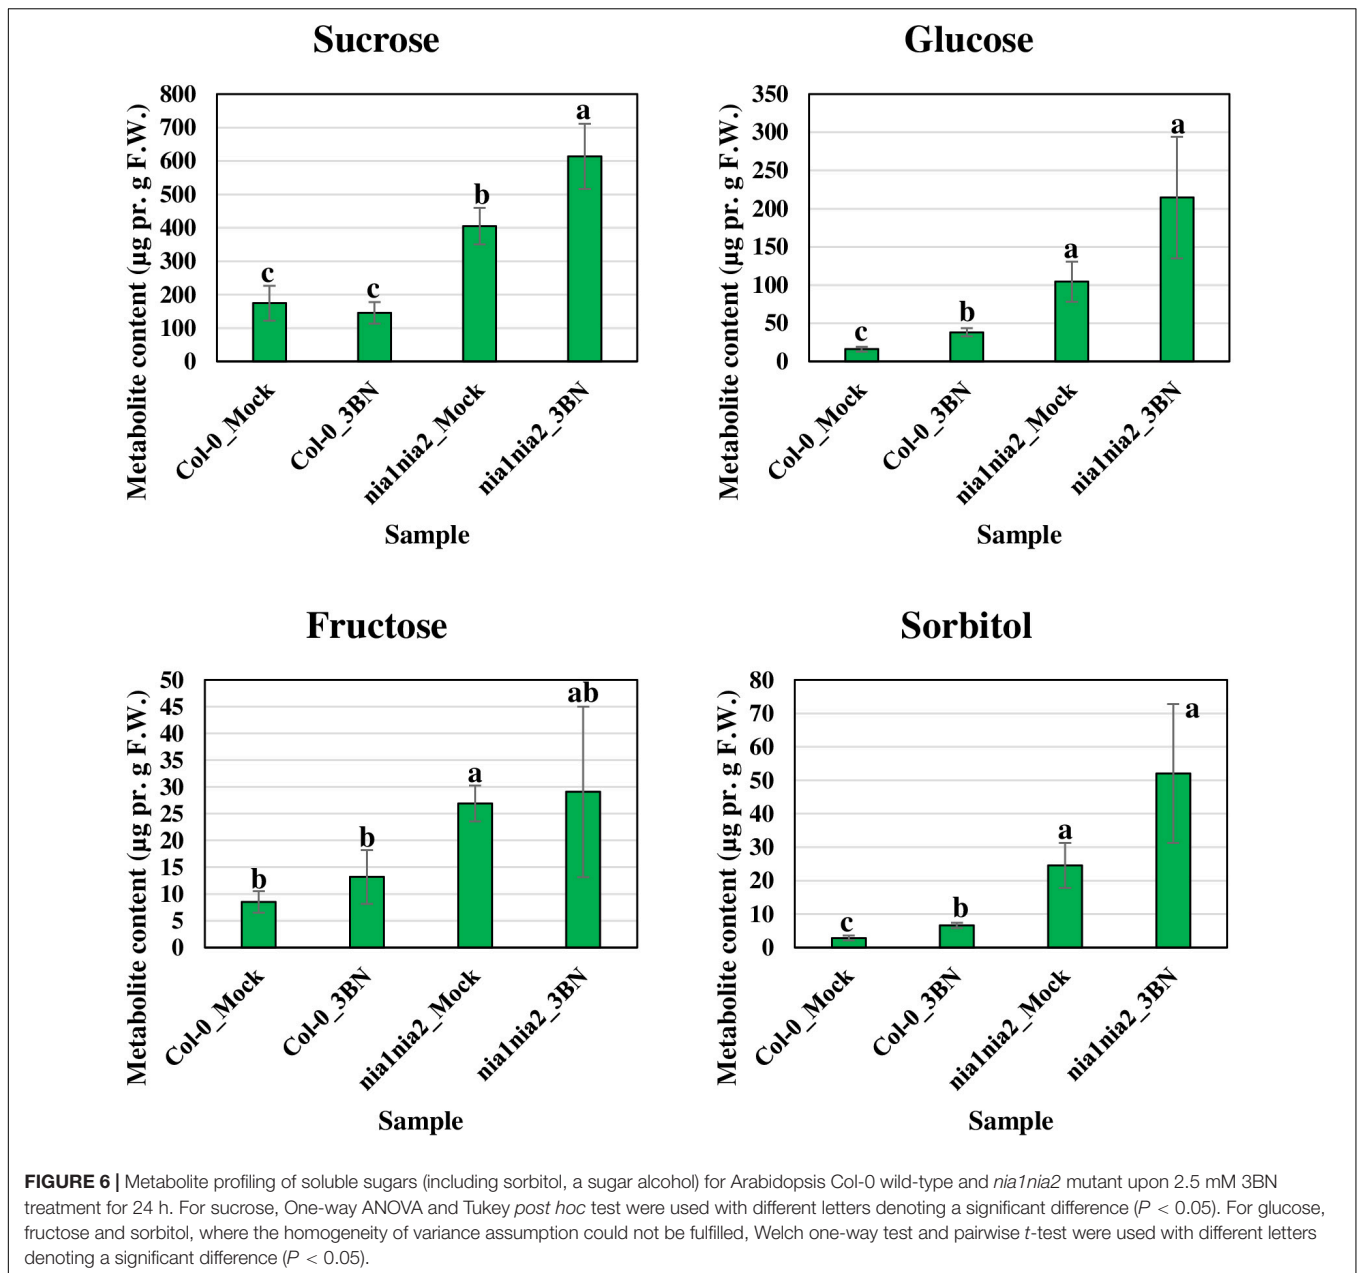 Sucrose
Metabolite content (µg pr. g F.W.)
800
700
600
500
400
300
200
100
0
c
c
b
a
Col-0_Mock
Col-0_3BN
nia1nia2_Mock
nia1nia2_3BN
Sample
Glucose
Metabolite content (µg pr. g F.W.)
350
300
250
200
150
100
50
0
c
b
a
a
Col-0_Mock
Col-0_3BN
nia1nia2_Mock
nia1nia2_3BN
Sample
Fructose
Metabolite content (µg pr. g F.W.)
50
45
40
35
30
25
20
15
10
5
0
b
b
a
ab
Col-0_Mock
Col-0_3BN
nia1nia2_Mock
nia1nia2_3BN
Sample
Sorbitol
Metabolite content (µg pr. g F.W.)
80
70
60
50
40
30
20
10
0
c
b
a
a
Col-0_Mock
Col-0_3BN
nia1nia2_Mock
nia1nia2_3BN
Sample
FIGURE 6 | Metabolite profiling of soluble sugars (including sorbitol, a sugar alcohol) for Arabidopsis Col-0 wild-type and nia1nia2 mutant upon 2.5 mM 3BN
treatment for 24 h. For sucrose, One-way ANOVA and Tukey post hoc test were used with different letters denoting a significant difference (P < 0.05). For glucose,
fructose and sorbitol, where the homogeneity of variance assumption could not be fulfilled, Welch one-way test and pairwise t-test were used with different letters
denoting a significant difference (P < 0.05).